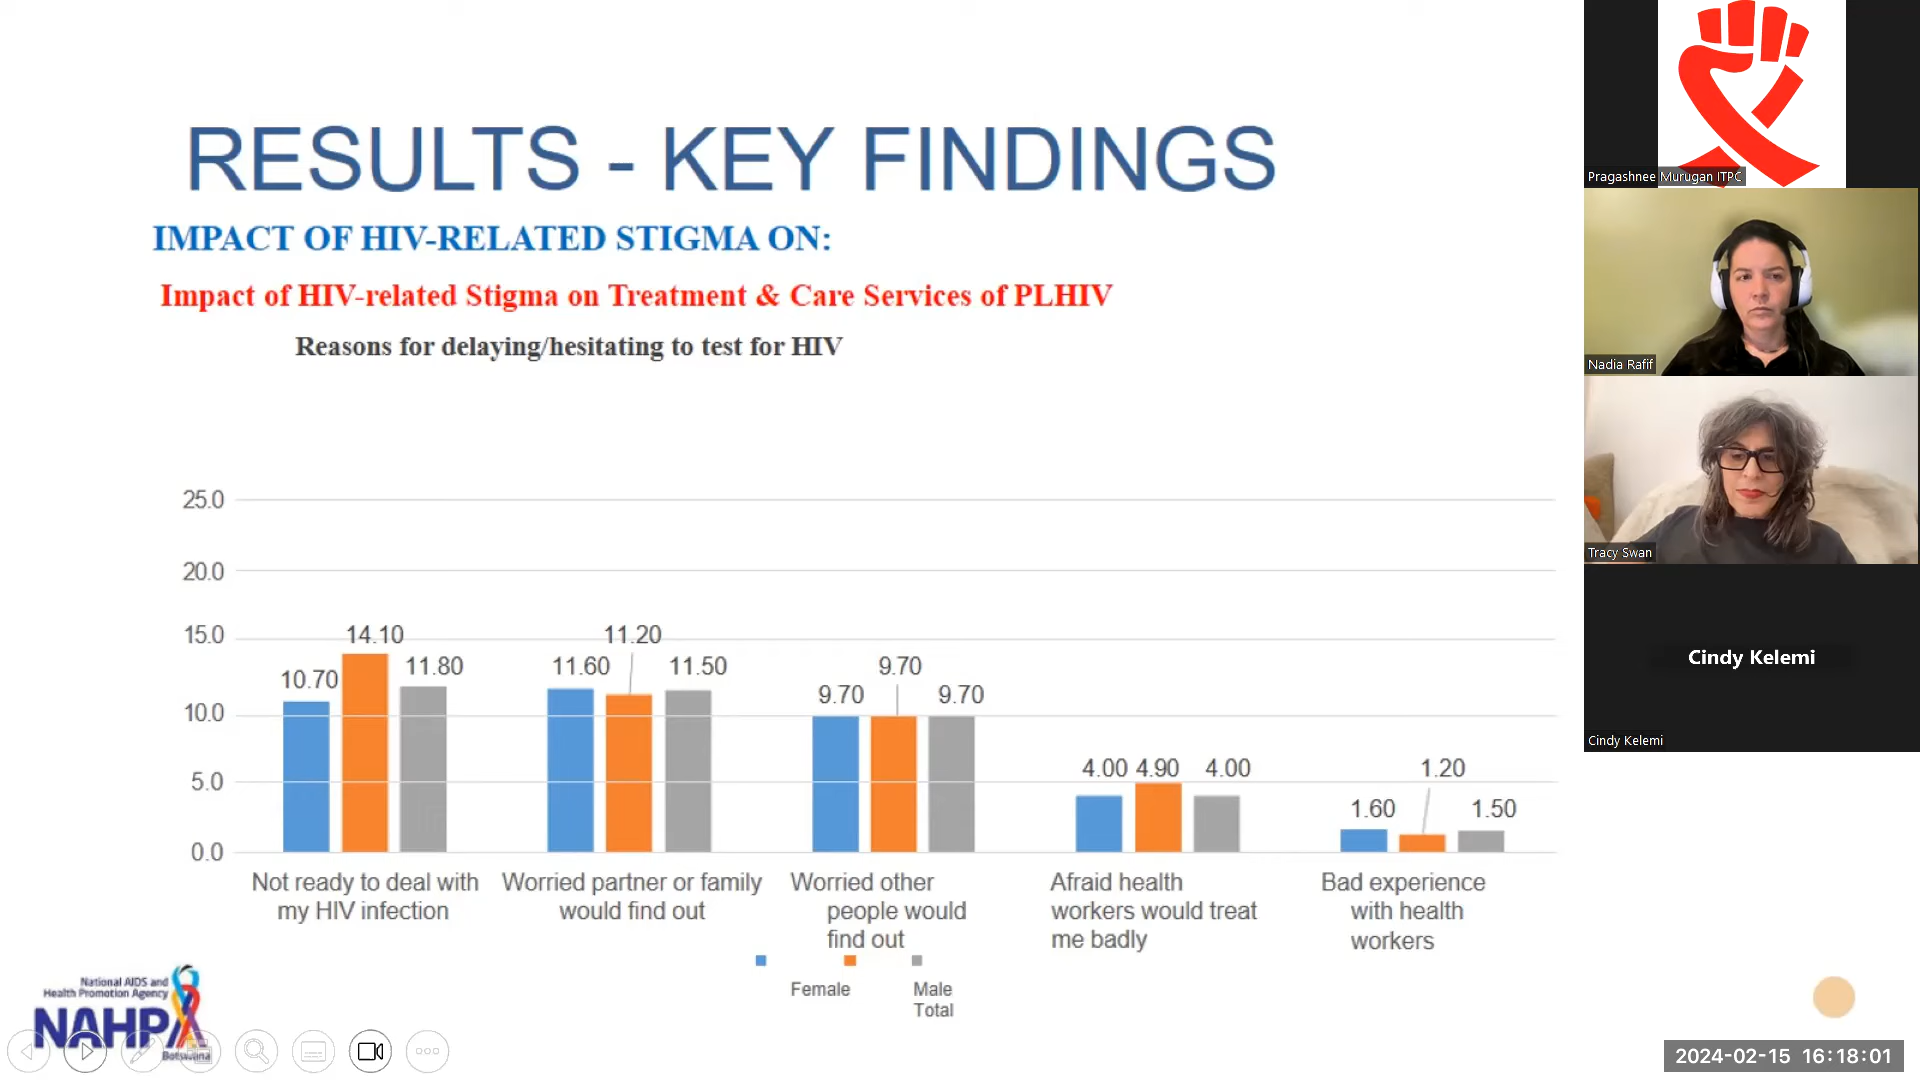 RESULTS - KEY FINDINGS
IMPACT OF HIV-RELATED STIGMA ON:
Impact of HIV-related Stigma on Treatment & Care Services of PLHIV
Reasons for delaying/hesitating to test for HIV
25.0
20.0
15.0
10.0
5.0
0.0
10.70
14.10
11.80
11.60
11.20
11.50
9.70
9.70
9.70
4.00
4.90
4.00
1.60
1.20
1.50
Not ready to deal with
my HIV infection
Worried partner or family
would find out
Worried other
people would
find out
Afraid health
workers would treat
me badly
Bad experience
with health
workers
Female
Male
Total
National AIDS and
Health Promotion Agency
NAHPA
Botswana
Pragashnee Murugan ITPC
Nadia Rafif
Tracy Swan
Cindy Kelemi
Cindy Kelemi
2024-02-15 16:18:01